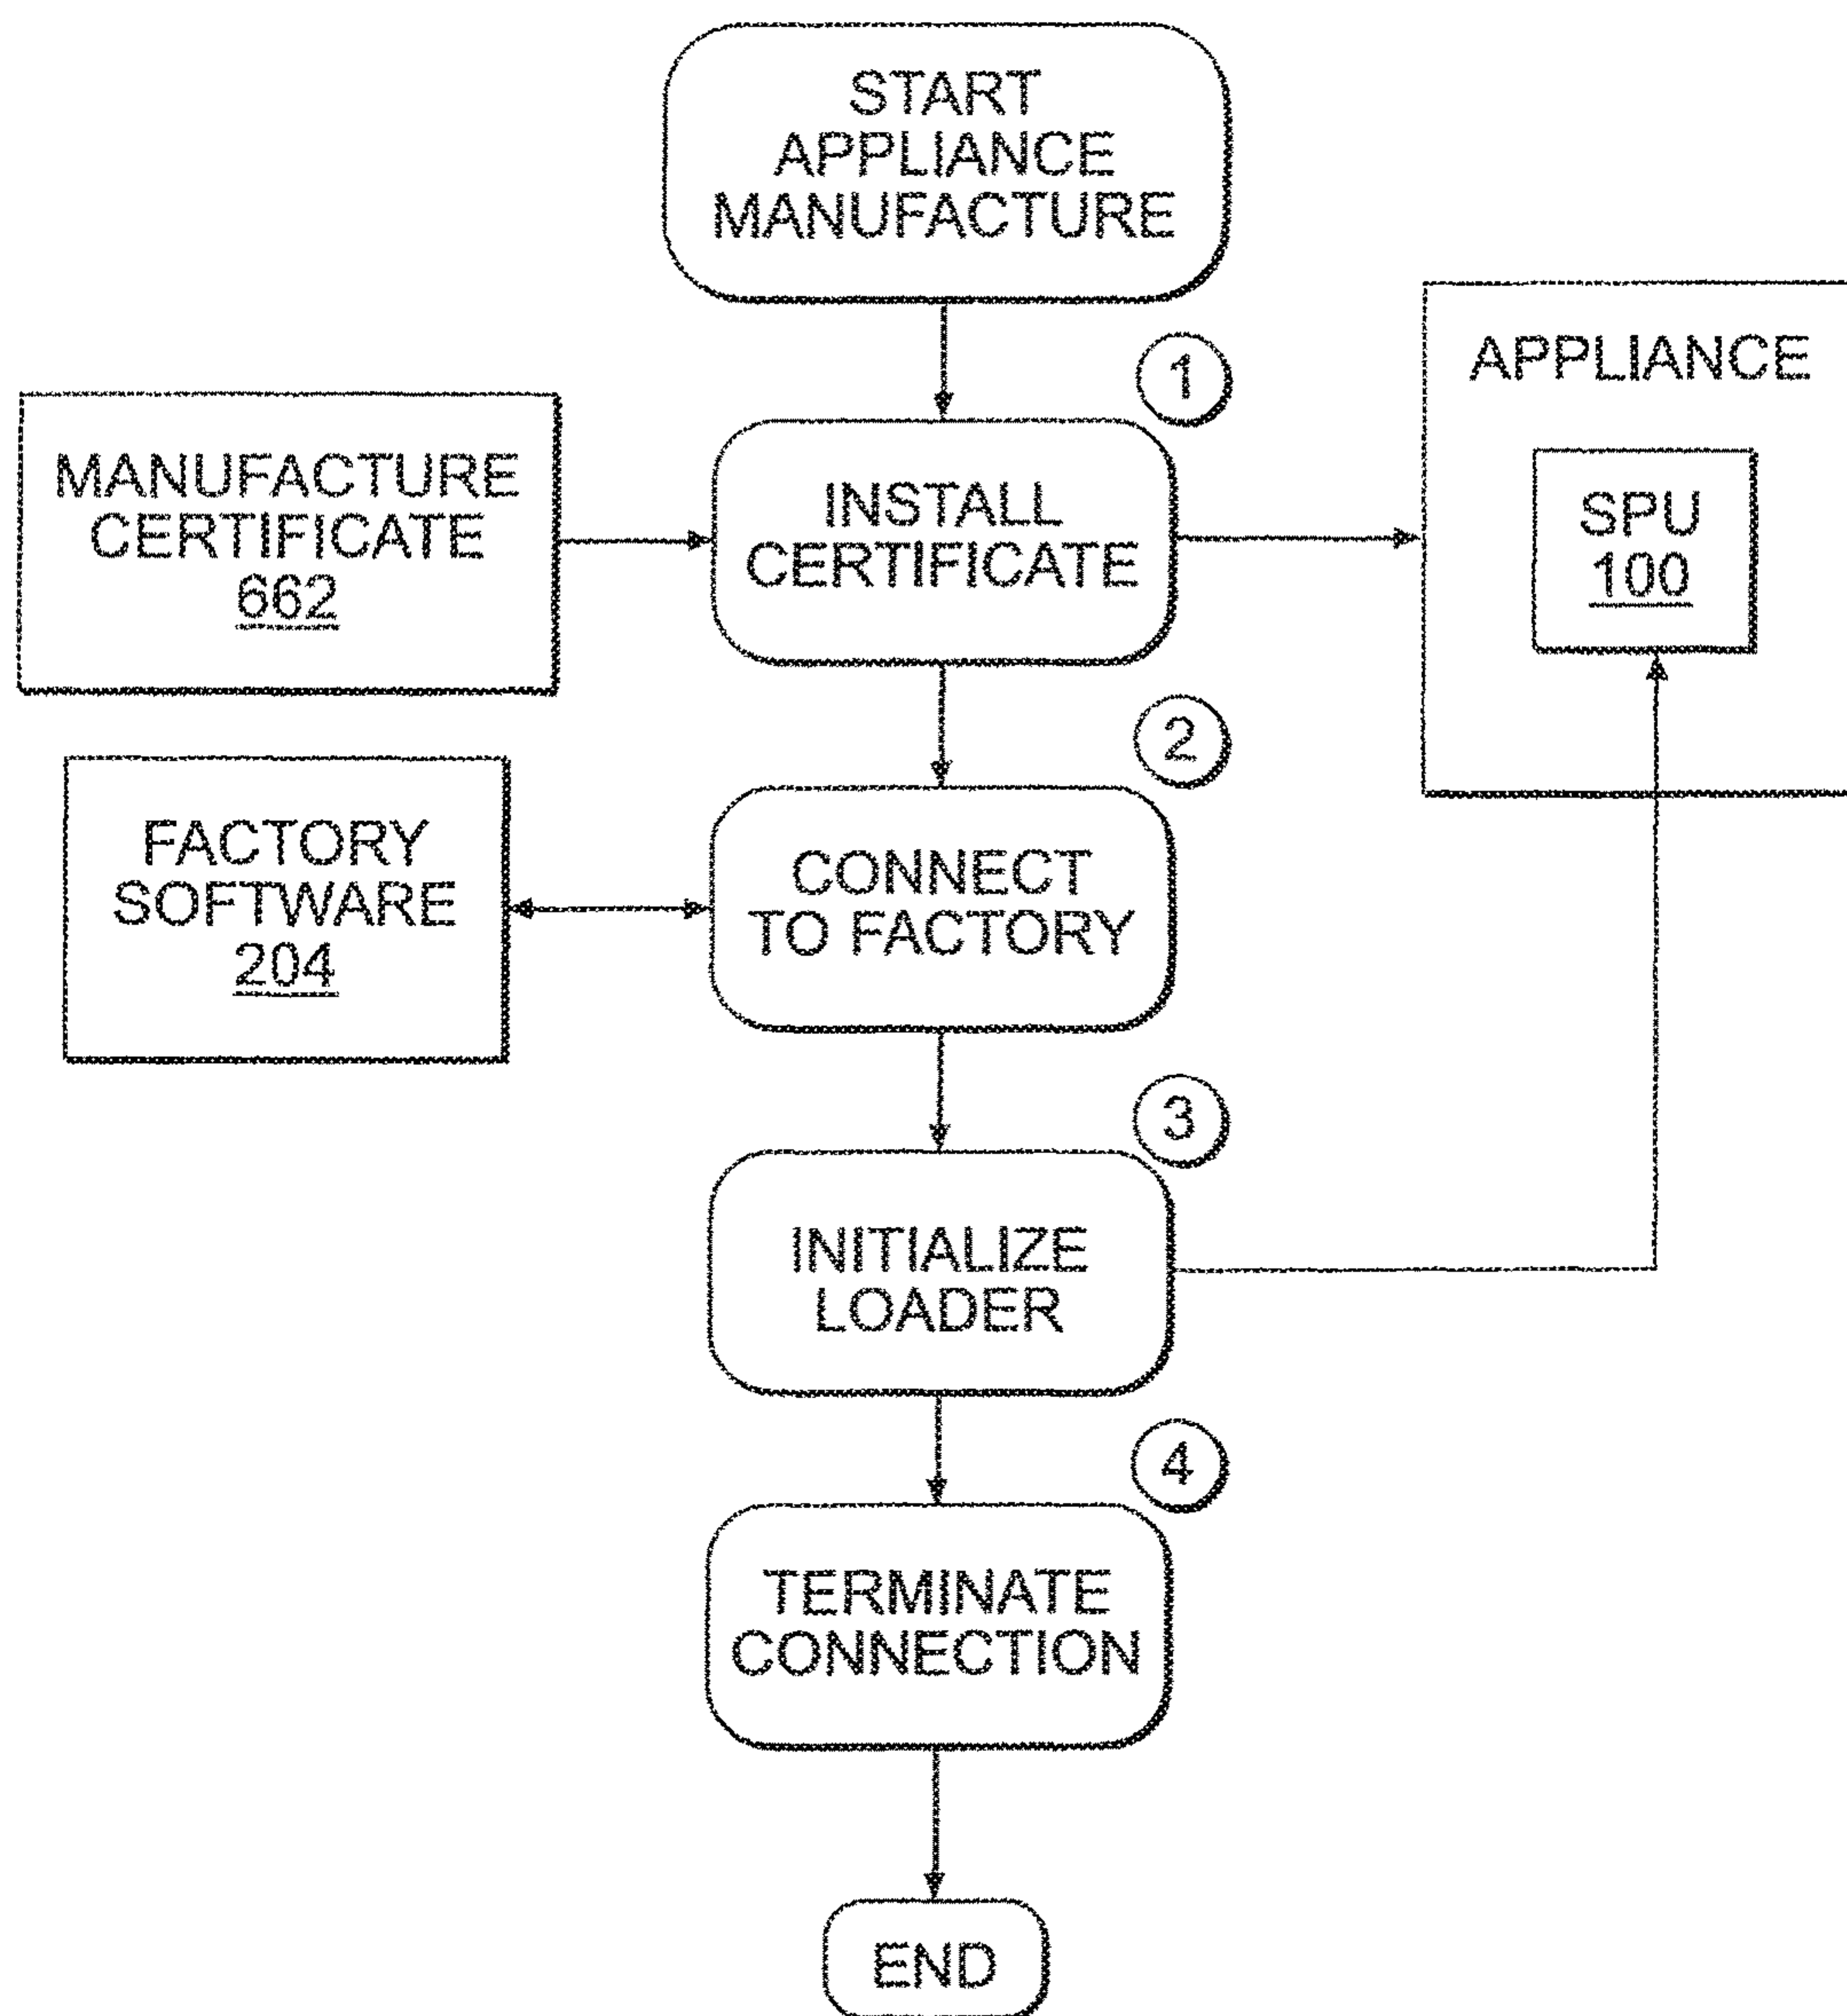 START
APPLIANCE
MANUFACTURE
1
APPLIANCE
MANUFACTURE
CERTIFICATE
662
INSTALL
CERTIFICATE
SPU
100
2
FACTORY
SOFTWARE
204
CONNECT
TO FACTORY
3
INITIALIZE
LOADER
4
TERMINATE
CONNECTION
END